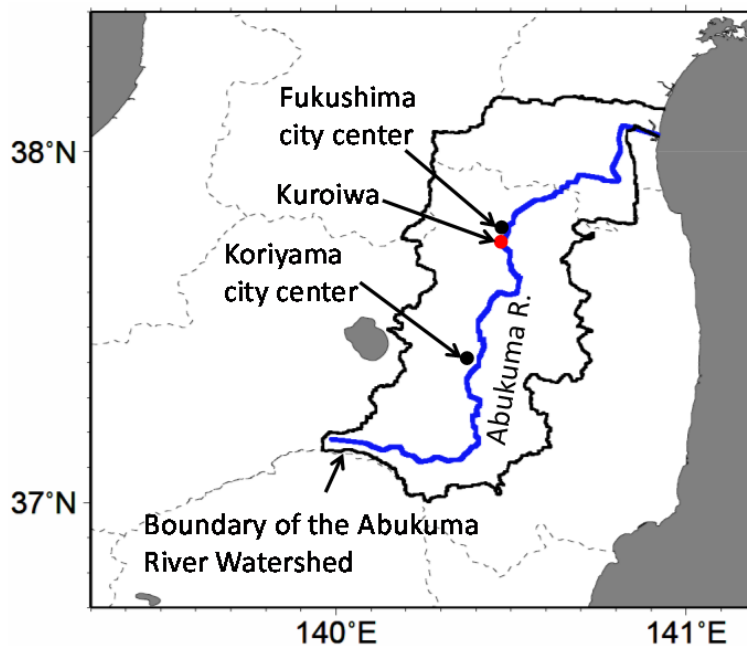 Fukushima
city center
38°N
Kuroiwa
Koriyama
city center
Abukuma R.
37°N
Boundary of the Abukuma
River Watershed
140°E
141°E